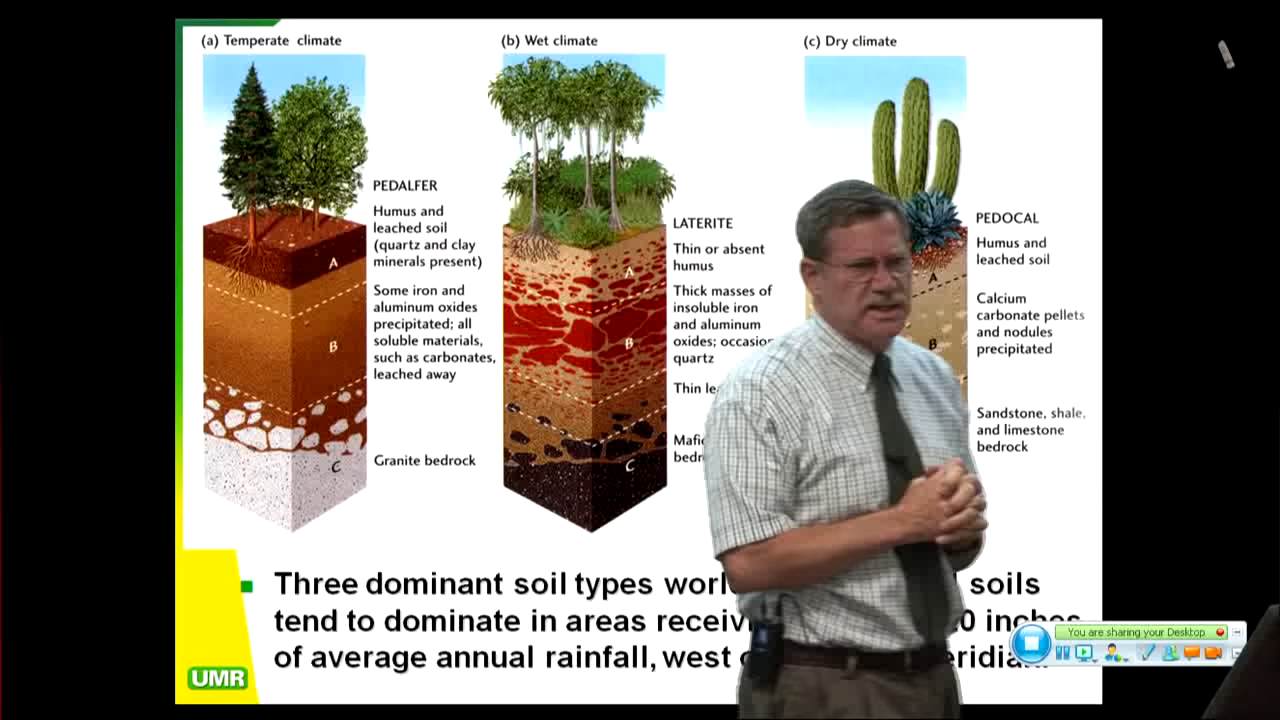 (a) Temperate climate
PEDALFER
Humus and
leached soil
(quartz and clay
minerals present)
Some iron and
aluminum oxides
precipitated; all
soluble materials,
such as carbonates,
leached away
Granite bedrock
A
B
C
(b) Wet climate
LATERITE
Thin or absent
humus
Thick masses of
insoluble iron
and aluminum
oxides;
quartz
Thin
A
B
C
(c) Dry climate
PEDOCAL
Humus and
leached soil
Calcium
carbonate pellets
and nodules
precipitated
Sandstone, shale,
and limestone
bedrock
A
B
Three dominant soil types soils
tend to dominate in areas inches
of average annual rainfall, west
UMR
You are sharing your Desktop